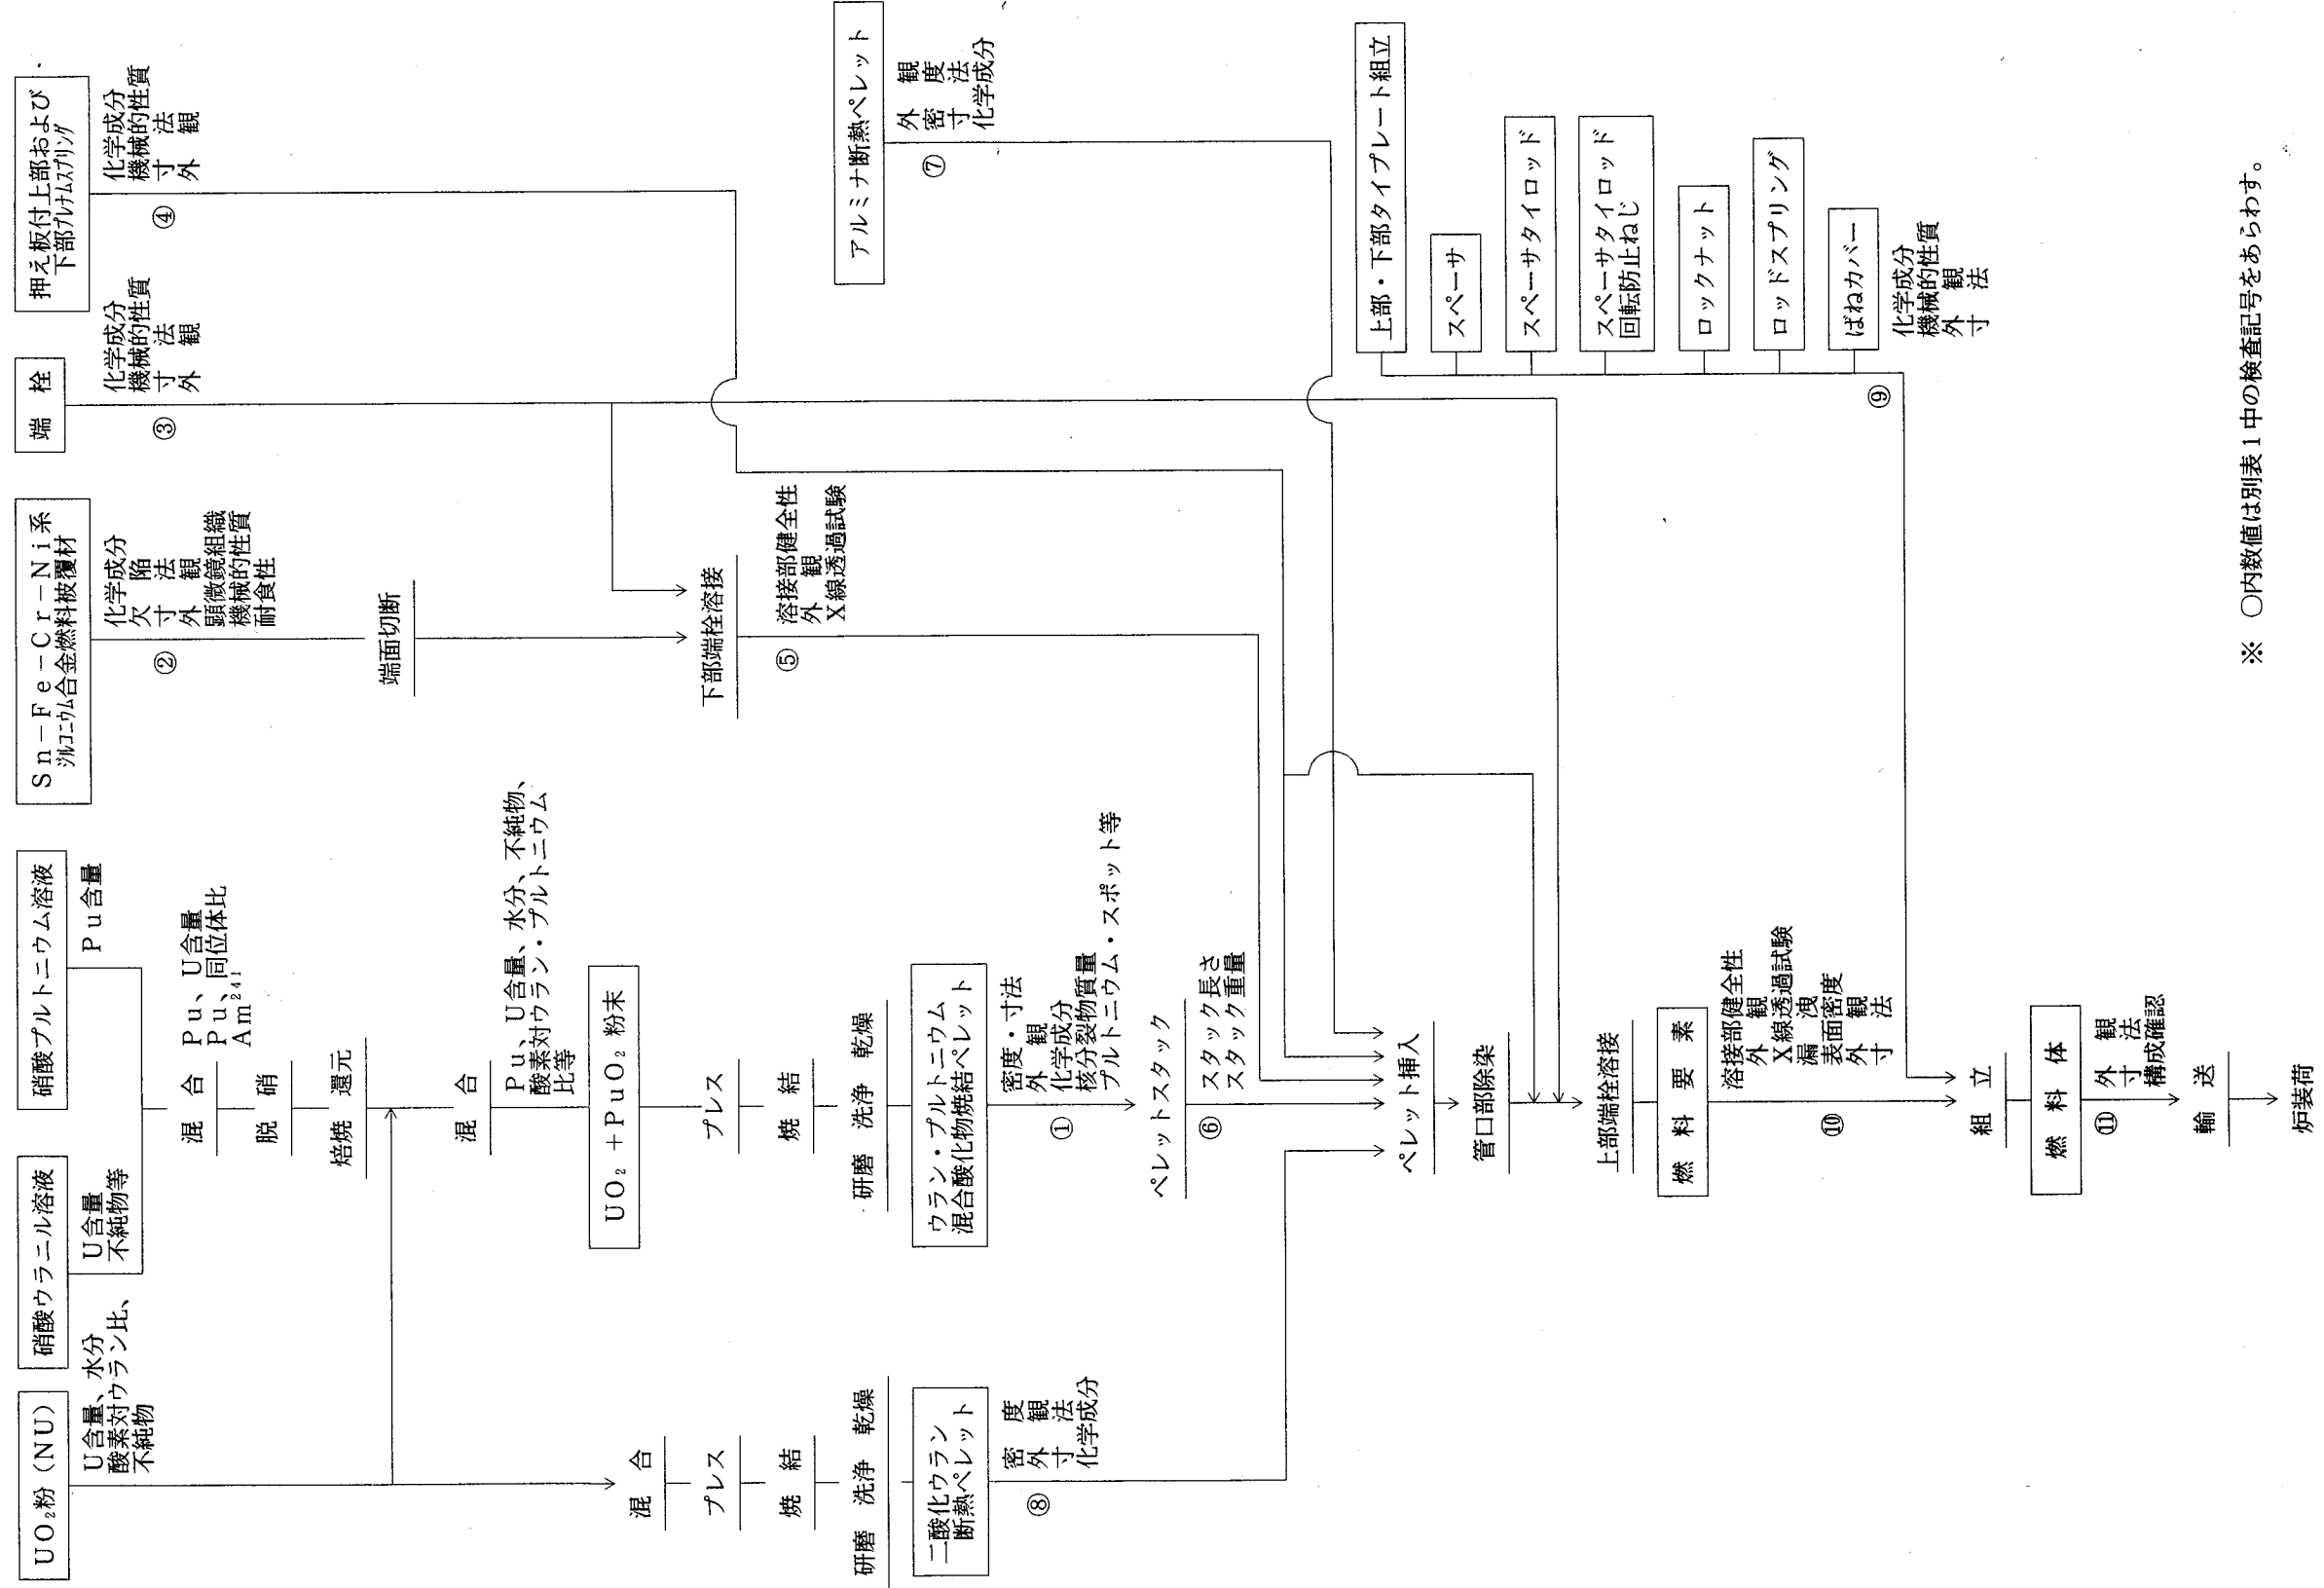 UO₂粉（NU）
U含量、水分
酸素対ウラン比、
不純物
硝酸ウラニル溶液
U含量
不純物等
硝酸プルトニウム溶液
Pu含量
混　合
Pu、U含量
Pu、同位体比
Am²⁴¹
脱　硝
焙焼　還元
混　合
Pu、U含量、水分、不純物、
酸素対ウラン・プルトニウム
比等
UO₂＋PuO₂粉末
プレス
焼　結
研磨　洗浄　乾燥
ウラン・プルトニウム
混合酸化物焼結ペレット
①
密度・寸法
外　観
化学成分
核分裂物質量
プルトニウム・スポット等
ペレットスタック
⑥
スタック長さ
スタック重量
混　合
プレス
焼　結
研磨　洗浄　乾燥
二酸化ウラン
断熱ペレット
⑧
密　度
外　観
寸　法
化学成分
Sn－Fe－Cr－Ni系
ジルコニウム合金燃料被覆材
②
化学成分
欠　陥
寸　法
外　観
顕微鏡組織
機械的性質
耐食性
端面切断
下部端栓溶接
⑤
溶接部健全性
外　観
X線透過試験
端　栓
③
化学成分
機械的性質
寸　法
外　観
押え板付上部および
下部プレナムスプリング
④
化学成分
機械的性質
寸　法
外　観
アルミナ断熱ペレット
⑦
外　観
密　度
寸　法
化学成分
ペレット挿入
管口部除染
上部端栓溶接
燃　料　要　素
⑩
溶接部健全性
外　観
X線透過試験
漏　洩
表面密度
外　観
寸　法
上部・下部タイプレート組立
スペーサ
スペーサタイロッド
スペーサタイロッド
回転防止ねじ
ロックナット
ロッドスプリング
ばねカバー
⑨
化学成分
機械的性質
外　観
寸　法
組　立
燃　料　体
⑪
外　観
寸　法
構成確認
輸　送
炉装荷
※　○内数値は別表1中の検査記号をあらわす。